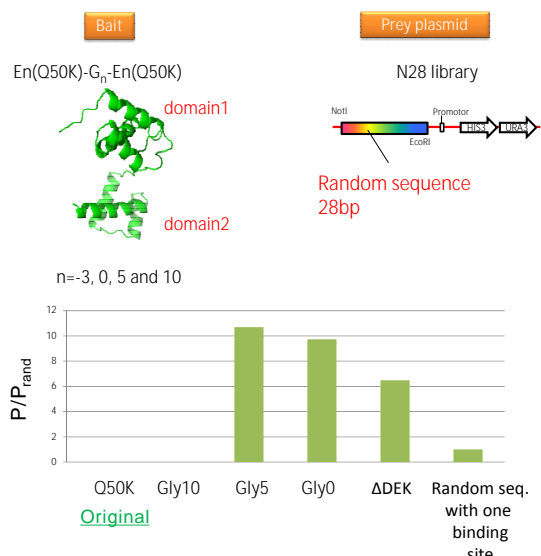 Bait
Prey plasmid
En(Q50K)-Gn-En(Q50K)
N28 library
domain1
domain2
NotI
Promotor
EcoRI
HIS3
URA3
Random sequence
28bp
n=-3, 0, 5 and 10
P/Prand
12
10
8
6
4
2
0
Q50K
Gly10
Gly5
Gly0
ΔDEK
Random seq.
with one
binding
site
Original